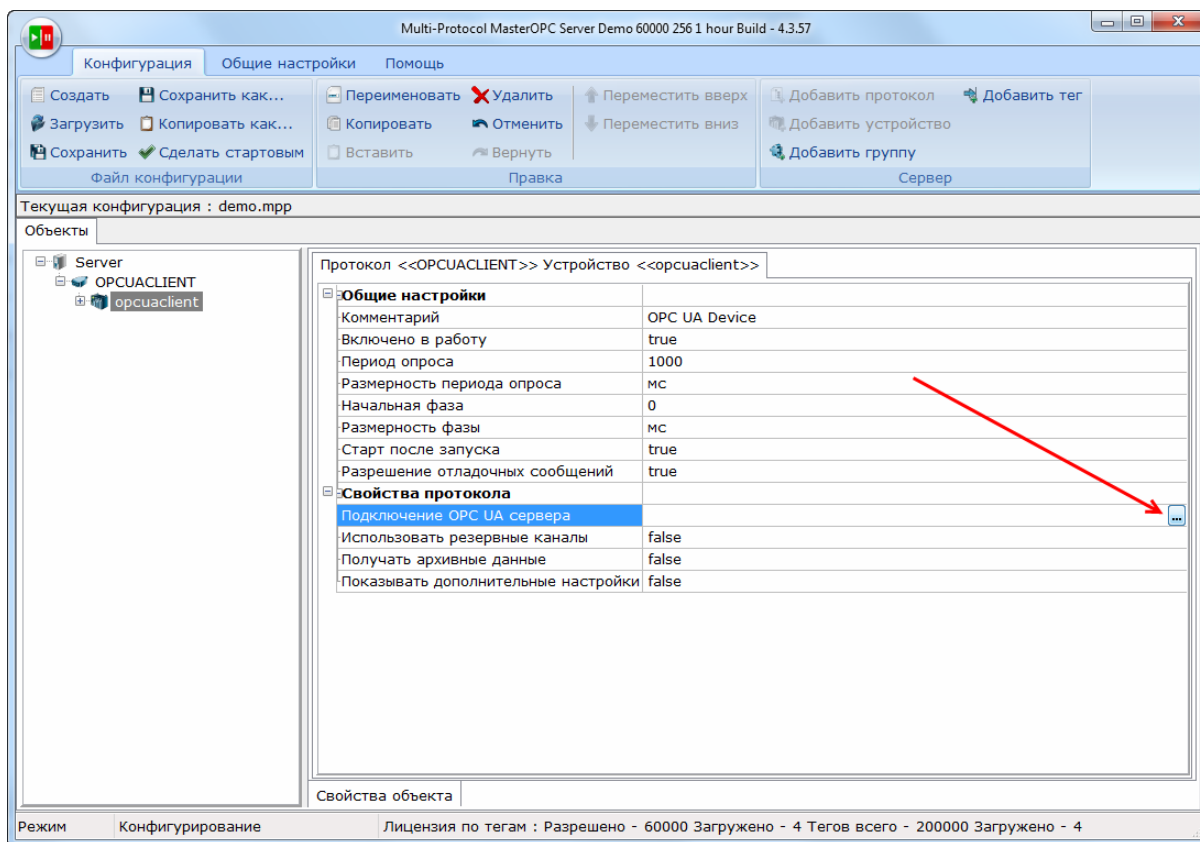 Multi-Protocol MasterOPC Server Demo 60000 256 1 hour Build - 4.3.57
Конфигурация Общие настройки Помощь
Создать Сохранить как... Переименовать Удалить Переместить вверх Добавить протокол Добавить тег
Загрузить Копировать как... Копировать Отменить Переместить вниз Добавить устройство
Сохранить Сделать стартовым Вставить Вернуть Добавить группу
Файл конфигурации Правка Сервер
Текущая конфигурация : demo.mpp
Объекты
Server
OPCUACLIENT
opcuaclient
Протокол <<OPCUACLIENT>> Устройство <<opcuaclient>>
Общие настройки
Комментарий OPC UA Device
Включено в работу true
Период опроса 1000
Размерность периода опроса мс
Начальная фаза 0
Размерность фазы мс
Старт после запуска true
Разрешение отладочных сообщений true
Свойства протокола
Подключение OPC UA сервера ...
Использовать резервные каналы false
Получать архивные данные false
Показывать дополнительные настройки false
Свойства объекта
Режим Конфигурирование Лицензия по тегам : Разрешено - 60000 Загружено - 4 Тегов всего - 200000 Загружено - 4